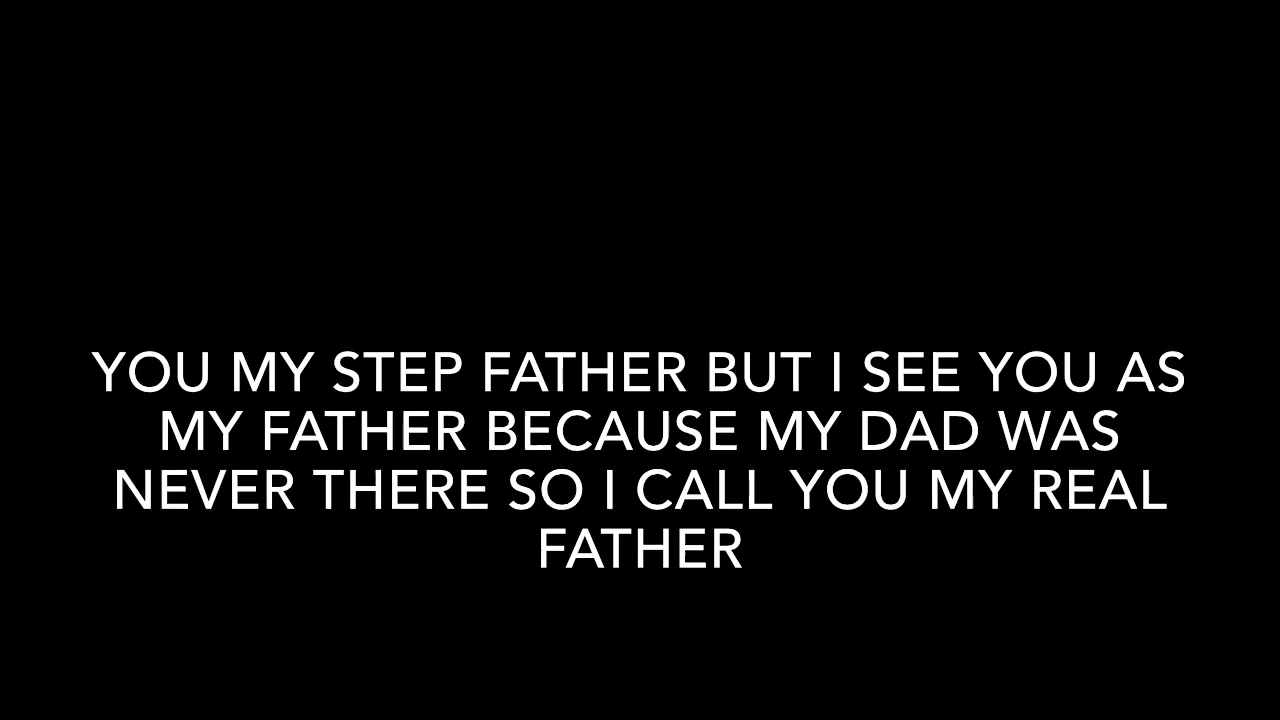 YOU MY STEP FATHER BUT I SEE YOU AS
MY FATHER BECAUSE MY DAD WAS
NEVER THERE SO I CALL YOU MY REAL
FATHER